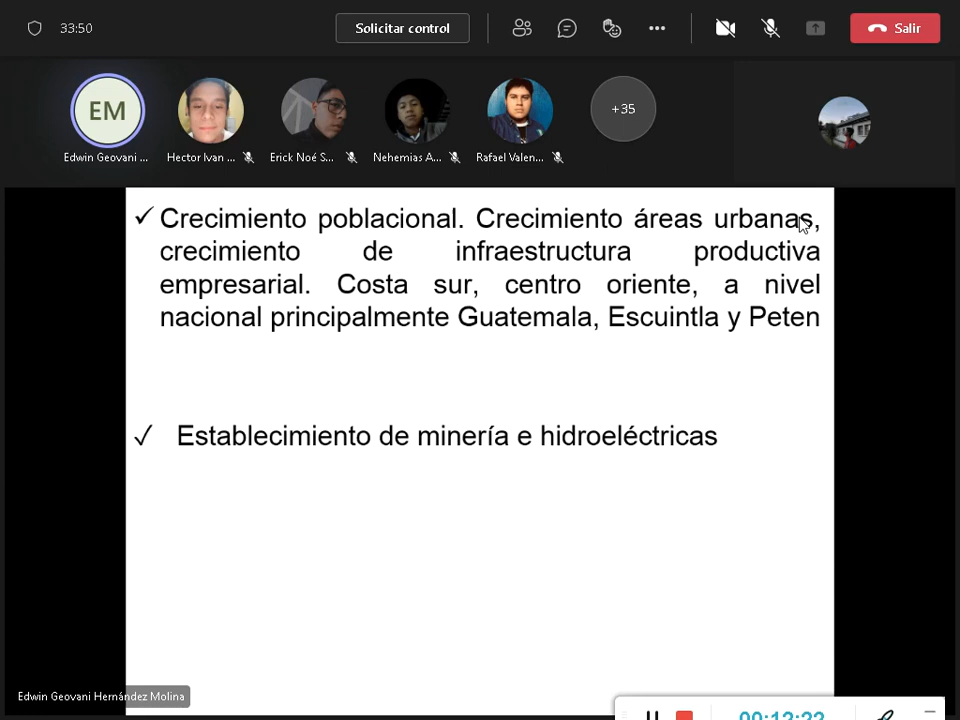 33:50
Solicitar control
Salir
EM
+35
Edwin Geovani ...
Hector Ivan ...
Erick Noé S...
Nehemias A...
Rafael Valen...
✓ Crecimiento poblacional. Crecimiento áreas urbanas,
crecimiento de infraestructura productiva
empresarial. Costa sur, centro oriente, a nivel
nacional principalmente Guatemala, Escuintla y Peten
✓ Establecimiento de minería e hidroeléctricas
Edwin Geovani Hernández Molina
00:12:22